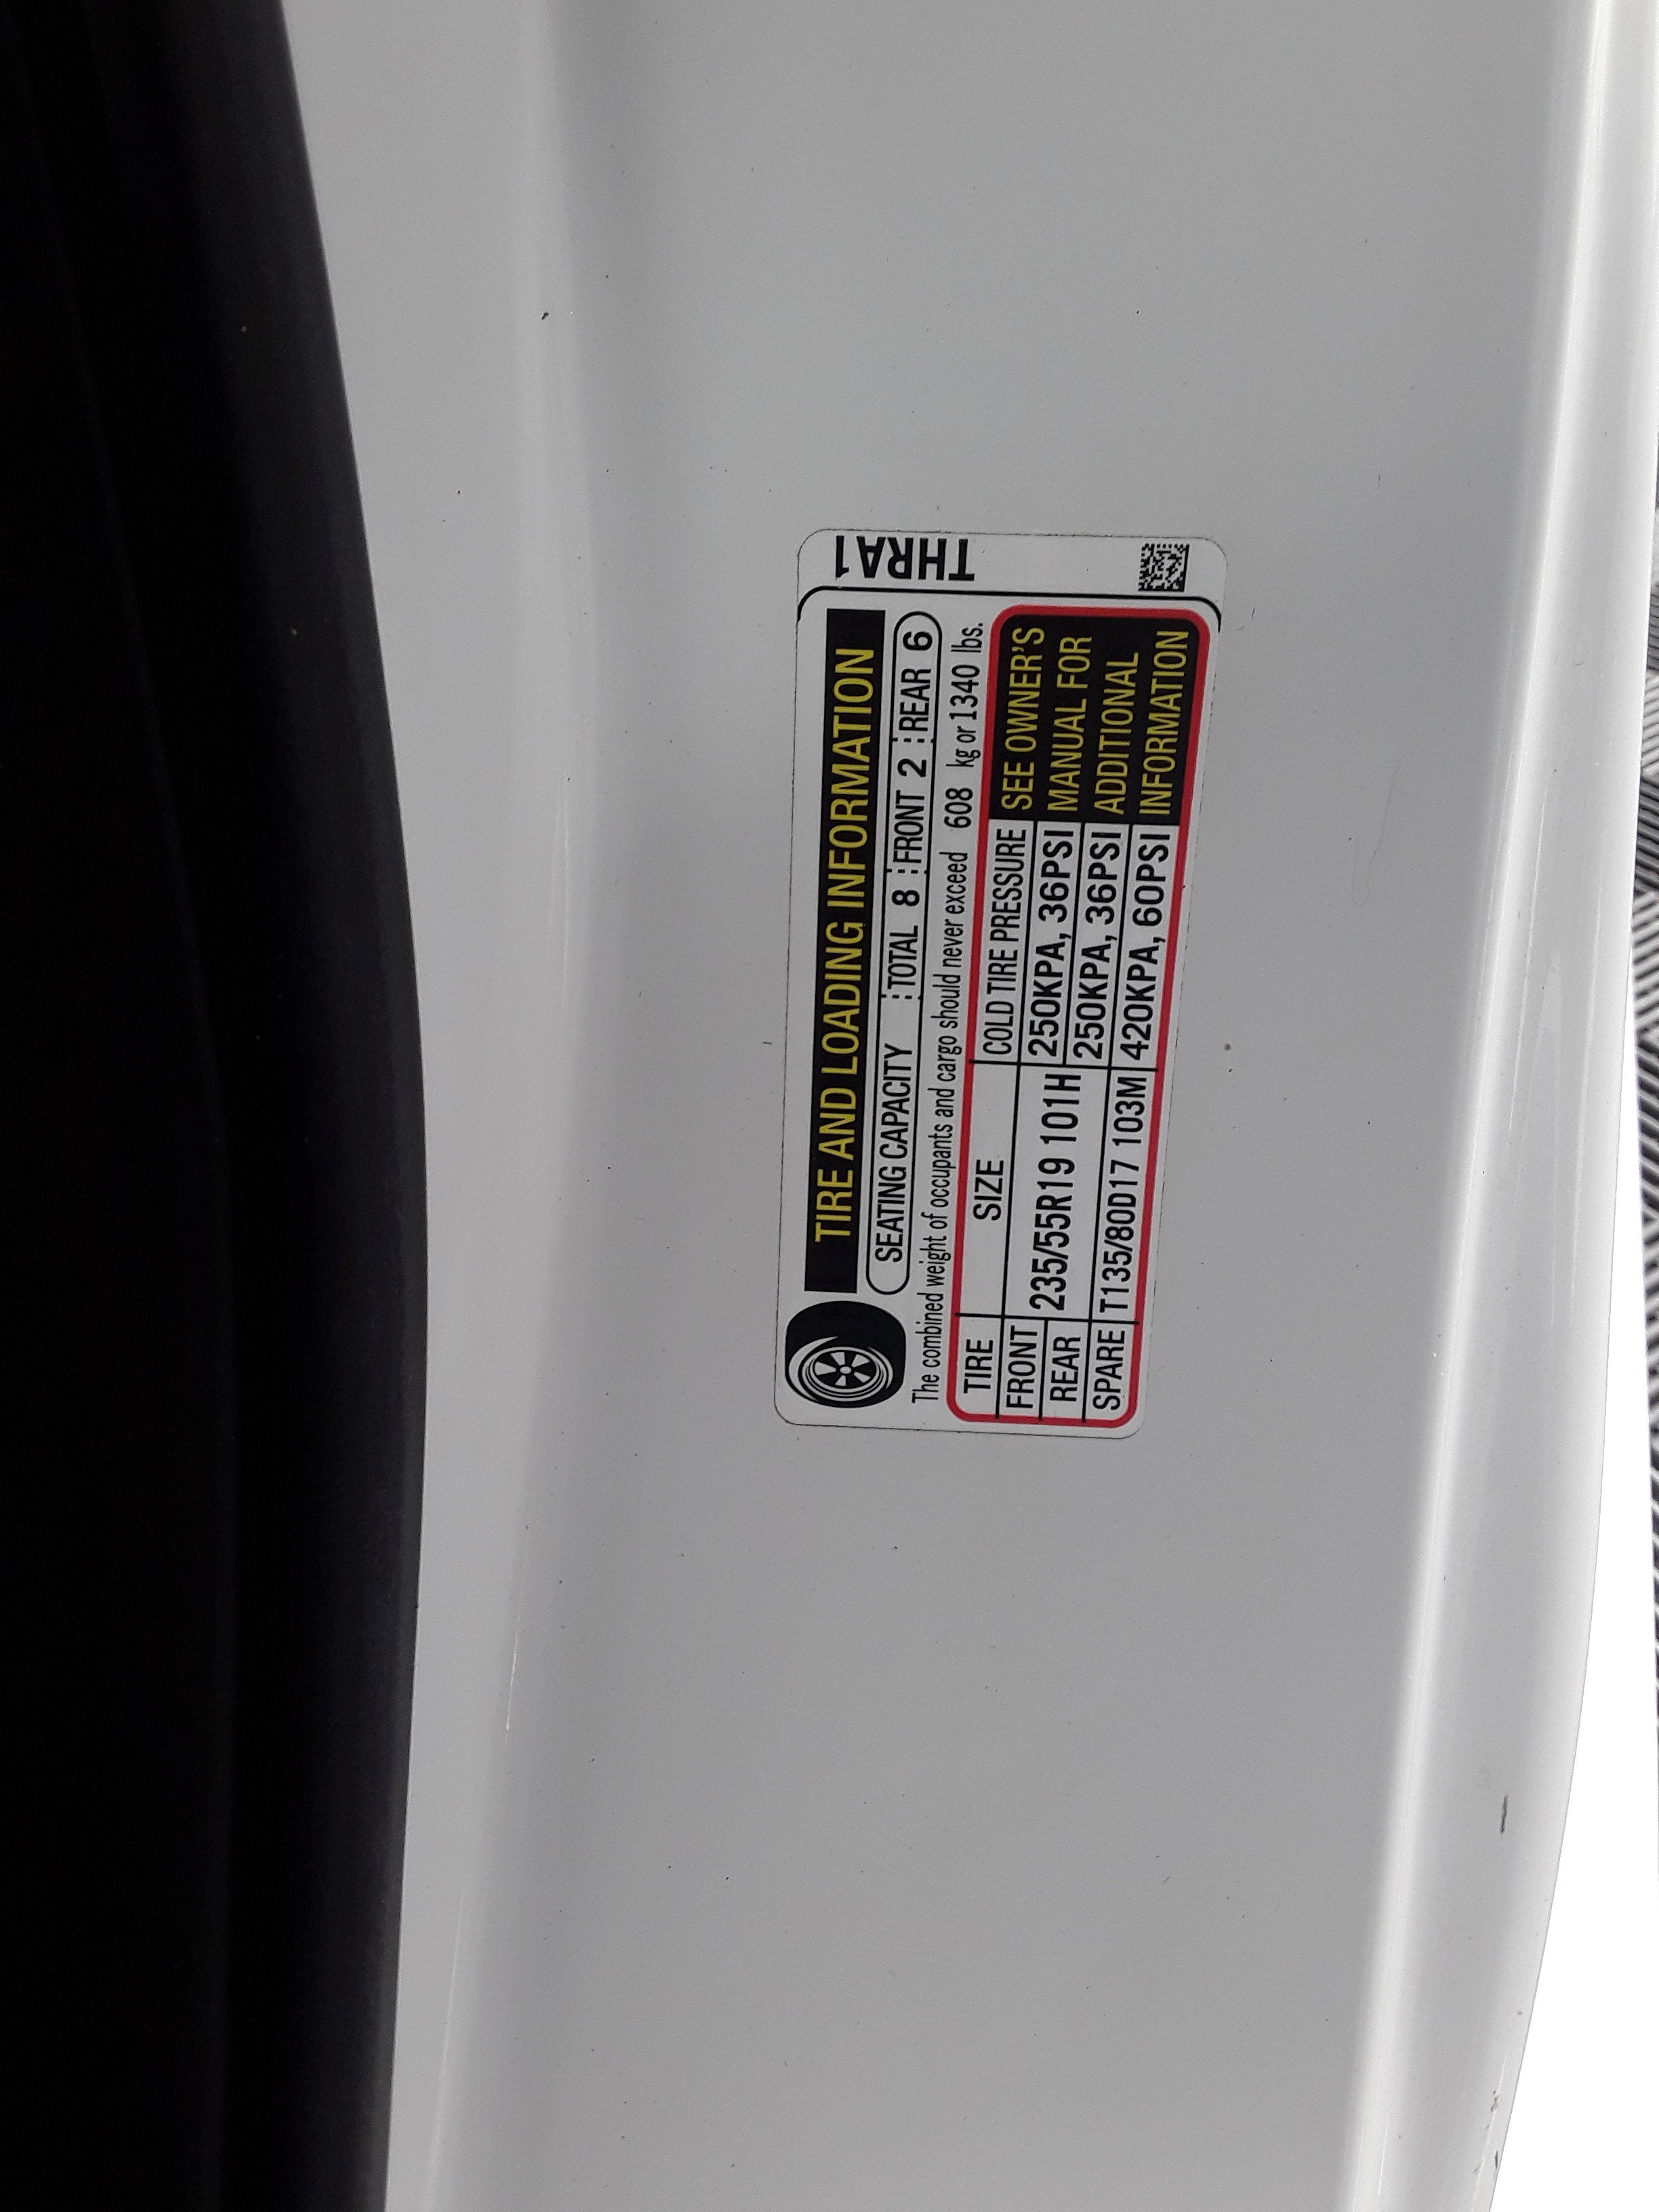 TIRE AND LOADING INFORMATION
SEATING CAPACITY TOTAL 8 FRONT 2 REAR 6
The combined weight of occupants and cargo should never exceed 608 kg or 1340 lbs.
TIRE SIZE COLD TIRE PRESSURE
FRONT 235/55R19 101H 250KPA, 36PSI
REAR 250KPA, 36PSI
SPARE T135/80D17 103M 420KPA, 60PSI
SEE OWNER'S
MANUAL FOR
ADDITIONAL
INFORMATION
THRA1